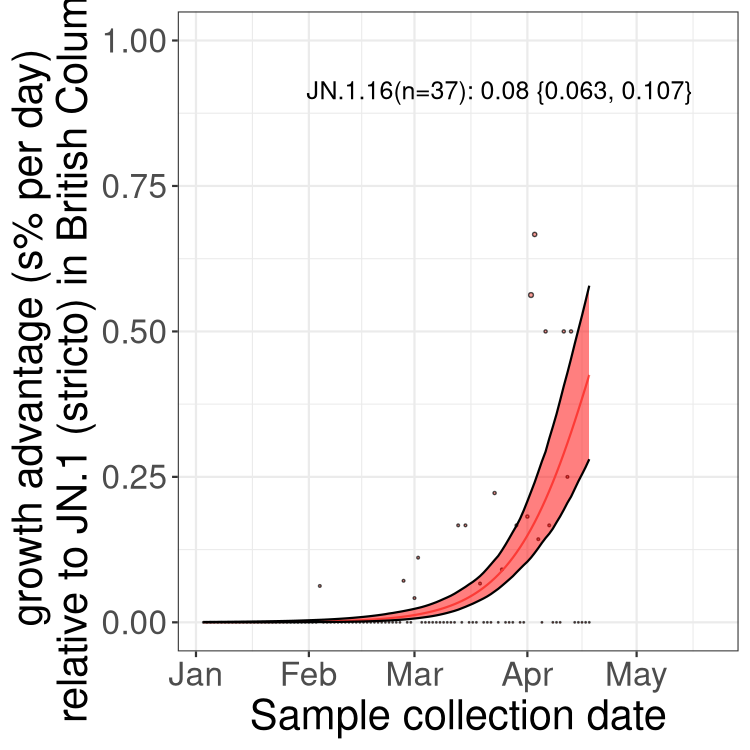 growth advantage (s% per day)
relative to JN.1 (stricto) in British Colum
1.00
0.75
0.50
0.25
0.00
JN.1.16(n=37): 0.08 {0.063, 0.107}
Jan Feb Mar Apr May
Sample collection date